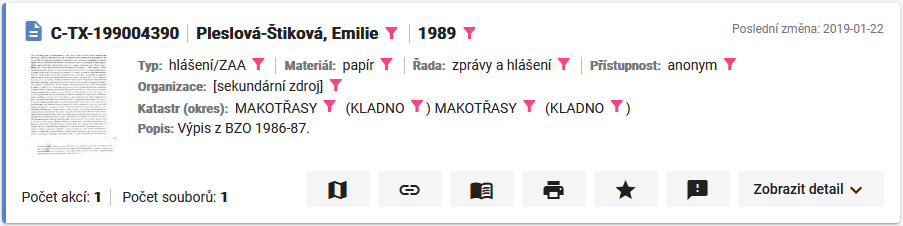 C-TX-199004390 Pleslová-Štiková, Emilie 1989 Poslední změna: 2019-01-22
Typ: hlášení/ZAA Materiál: papír Řada: zprávy a hlášení Přístupnost: anonym
Organizace: [sekundární zdroj]
Katastr (okres): MAKOTŘASY (KLADNO ) MAKOTŘASY (KLADNO )
Popis: Výpis z BZO 1986-87.
Počet akcí: 1 Počet souborů: 1 Zobrazit detail